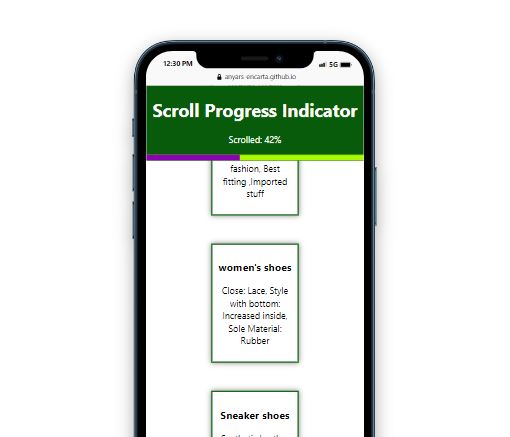 12:30 PM
5G
anyars-encarta.github.io
Scroll Progress Indicator
Scrolled: 42%
fashion, Best
fitting ,Imported
stuff
women's shoes
Close: Lace, Style
with bottom:
Increased inside,
Sole Material:
Rubber
Sneaker shoes